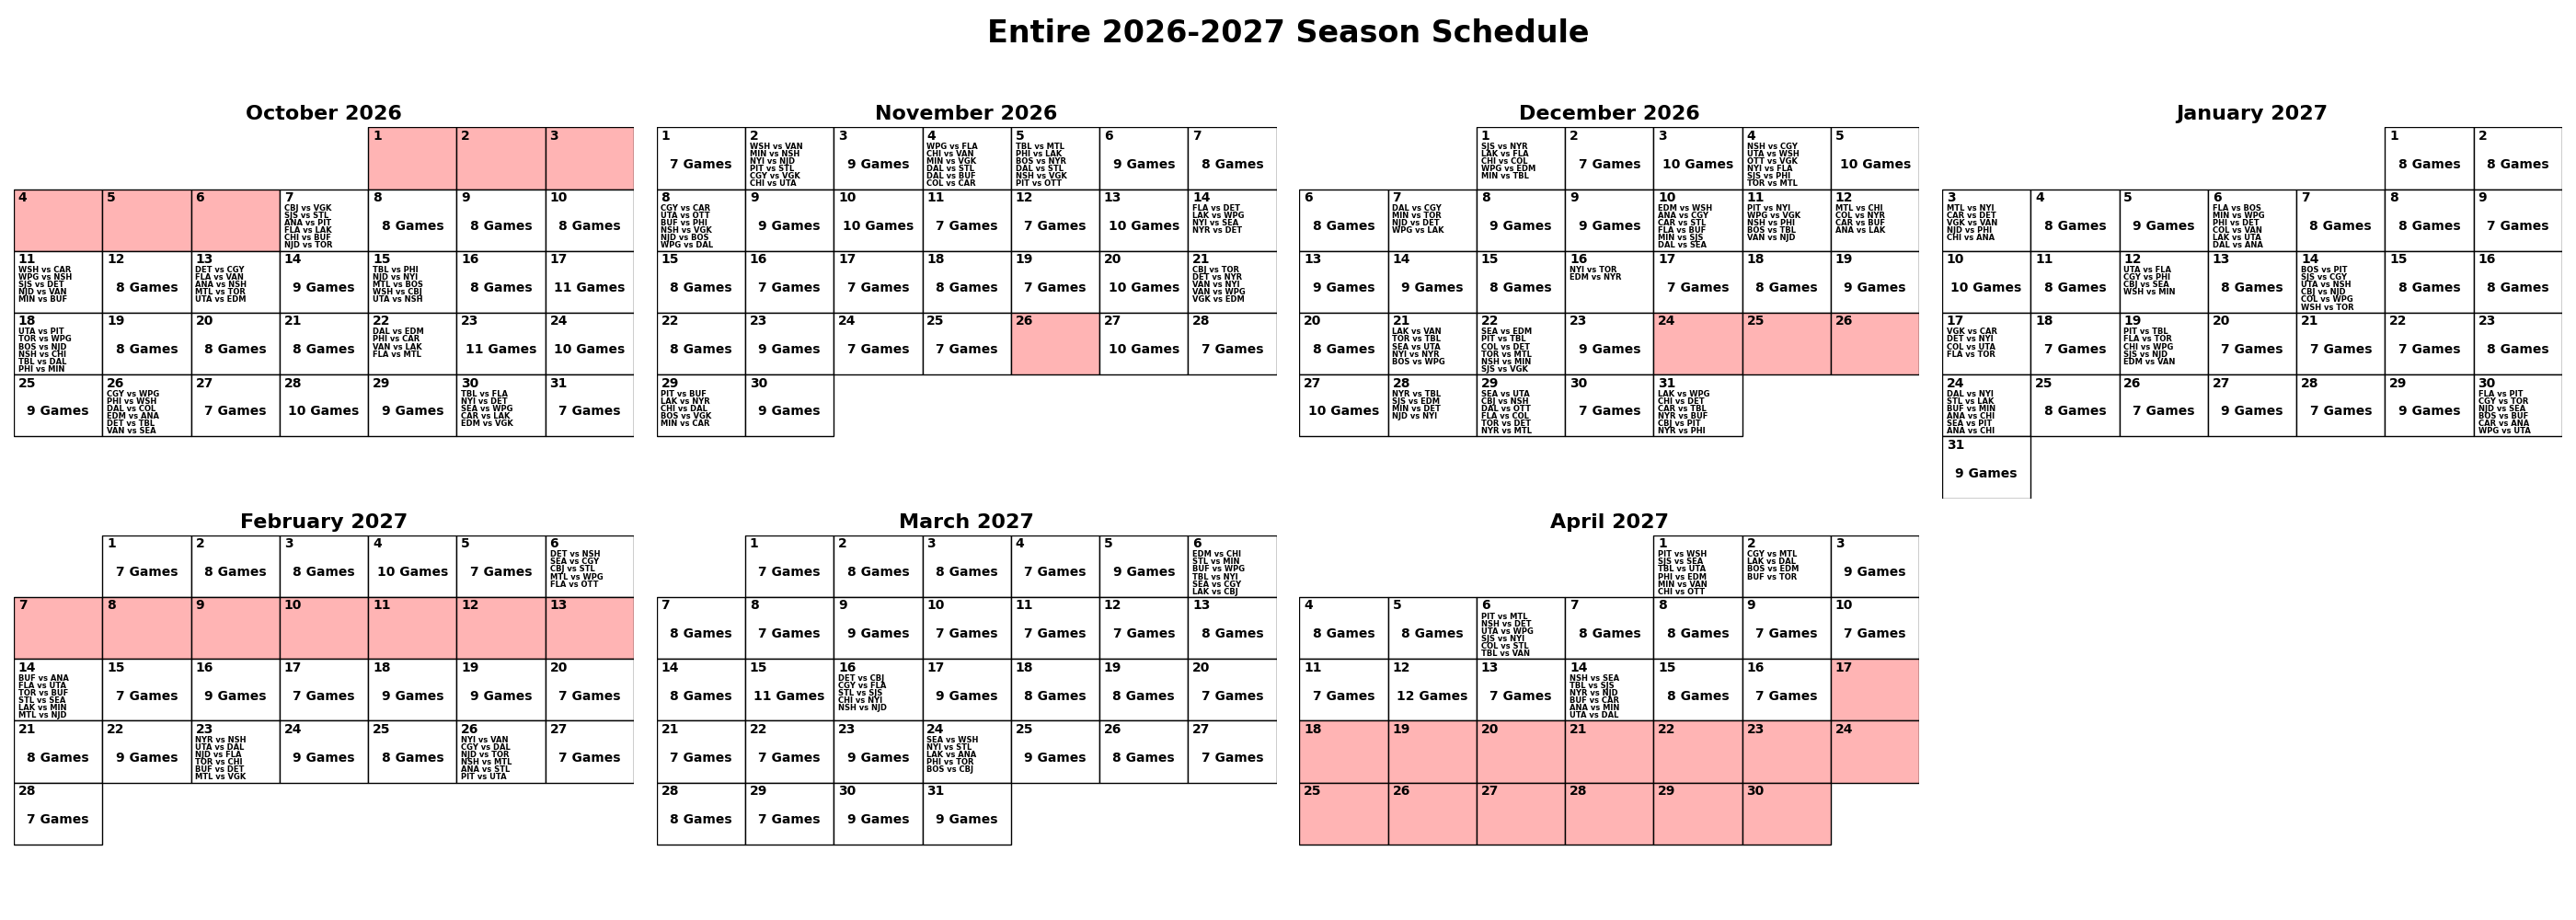 Entire 2026-2027 Season Schedule
October 2026
1
2
3
4
5
6
7
CBJ vs VGK
SJS vs STL
ANA vs PIT
FLA vs LAK
CHI vs BUF
NJD vs TOR
8
8 Games
9
8 Games
10
8 Games
11
WSH vs CAR
WPG vs NSH
SJS vs DET
NJD vs VAN
MIN vs BUF
12
8 Games
13
DET vs CGY
FLA vs VAN
ANA vs NSH
MTL vs TOR
UTA vs EDM
14
9 Games
15
TBL vs PHI
NJD vs NYI
MTL vs BOS
WSH vs CBJ
UTA vs NSH
16
8 Games
17
11 Games
18
UTA vs PIT
TOR vs WPG
BOS vs NJD
NSH vs CHI
TBL vs DAL
PHI vs MIN
19
8 Games
20
8 Games
21
8 Games
22
DAL vs EDM
PHI vs CAR
VAN vs LAK
FLA vs MTL
23
11 Games
24
10 Games
25
9 Games
26
CGY vs WPG
PHI vs WSH
DAL vs COL
EDM vs ANA
DET vs TBL
VAN vs SEA
27
7 Games
28
10 Games
29
9 Games
30
TBL vs FLA
NYI vs DET
SEA vs WPG
CAR vs LAK
EDM vs VGK
31
7 Games
November 2026
1
7 Games
2
WSH vs VAN
MIN vs NSH
NYI vs NJD
PIT vs STL
CGY vs VGK
CHI vs UTA
3
9 Games
4
WPG vs FLA
CHI vs VAN
MIN vs VGK
DAL vs STL
DAL vs BUF
COL vs CAR
5
TBL vs MTL
PHI vs LAK
BOS vs NYR
DAL vs STL
NSH vs VGK
PIT vs OTT
6
9 Games
7
8 Games
8
CGY vs CAR
UTA vs OTT
BUF vs PHI
NSH vs VGK
NJD vs BOS
WPG vs DAL
9
9 Games
10
10 Games
11
7 Games
12
7 Games
13
10 Games
14
FLA vs DET
LAK vs WPG
NYI vs SEA
NYR vs DET
15
8 Games
16
7 Games
17
7 Games
18
8 Games
19
7 Games
20
10 Games
21
CBJ vs TOR
DET vs NYR
VAN vs NYI
VAN vs WPG
VGK vs EDM
22
8 Games
23
9 Games
24
7 Games
25
7 Games
26
27
10 Games
28
7 Games
29
PIT vs BUF
LAK vs NYR
CHI vs DAL
BOS vs VGK
MIN vs CAR
30
9 Games
December 2026
1
SJS vs NYR
LAK vs FLA
CHI vs COL
WPG vs EDM
MIN vs TBL
2
7 Games
3
10 Games
4
NSH vs CGY
UTA vs WSH
OTT vs VGK
NYI vs FLA
SJS vs PHI
TOR vs MTL
5
10 Games
6
8 Games
7
DAL vs CGY
MIN vs TOR
NJD vs DET
WPG vs LAK
8
9 Games
9
9 Games
10
EDM vs WSH
ANA vs CGY
CAR vs STL
FLA vs BUF
MIN vs SJS
DAL vs SEA
11
PIT vs NYI
WPG vs VGK
NSH vs PHI
BOS vs TBL
VAN vs NJD
12
MTL vs CHI
COL vs NYR
CAR vs BUF
ANA vs LAK
13
9 Games
14
9 Games
15
8 Games
16
NYI vs TOR
EDM vs NYR
17
7 Games
18
8 Games
19
9 Games
20
8 Games
21
LAK vs VAN
TOR vs TBL
SEA vs UTA
NYI vs NYR
BOS vs WPG
22
SEA vs EDM
PIT vs TBL
COL vs DET
TOR vs MTL
NSH vs MIN
SJS vs VGK
23
9 Games
24
25
26
27
10 Games
28
NYR vs TBL
SJS vs EDM
MIN vs DET
NJD vs NYI
29
SEA vs UTA
CBJ vs NSH
DAL vs OTT
FLA vs COL
TOR vs DET
NYR vs MTL
30
7 Games
31
LAK vs WPG
CHI vs DET
CAR vs TBL
NYR vs BUF
CBJ vs PIT
NYR vs PHI
January 2027
1
8 Games
2
8 Games
3
MTL vs NYI
CAR vs DET
VGK vs VAN
NJD vs PHI
CHI vs ANA
4
8 Games
5
9 Games
6
FLA vs BOS
MIN vs WPG
PHI vs DET
COL vs VAN
LAK vs UTA
DAL vs ANA
7
8 Games
8
8 Games
9
7 Games
10
10 Games
11
8 Games
12
UTA vs FLA
CGY vs PHI
CBJ vs SEA
WSH vs MIN
13
8 Games
14
BOS vs PIT
SJS vs CGY
UTA vs NSH
CBJ vs NJD
COL vs WPG
WSH vs TOR
15
8 Games
16
8 Games
17
VGK vs CAR
DET vs NYI
COL vs UTA
FLA vs TOR
18
7 Games
19
PIT vs TBL
FLA vs TOR
CHI vs WPG
SJS vs NJD
EDM vs VAN
20
7 Games
21
7 Games
22
7 Games
23
8 Games
24
DAL vs NYI
STL vs LAK
BUF vs MIN
ANA vs CHI
SEA vs PIT
ANA vs CHI
25
8 Games
26
7 Games
27
9 Games
28
7 Games
29
9 Games
30
FLA vs PIT
CGY vs TOR
NJD vs SEA
BOS vs BUF
CAR vs ANA
WPG vs UTA
31
9 Games
February 2027
1
7 Games
2
8 Games
3
8 Games
4
10 Games
5
7 Games
6
DET vs NSH
SEA vs CGY
CBJ vs STL
MTL vs WPG
FLA vs OTT
7
8
9
10
11
12
13
14
BUF vs ANA
FLA vs UTA
TOR vs BUF
STL vs SEA
LAK vs MIN
MTL vs NJD
15
7 Games
16
9 Games
17
7 Games
18
9 Games
19
9 Games
20
7 Games
21
8 Games
22
9 Games
23
NYR vs NSH
UTA vs DAL
NJD vs FLA
TOR vs CHI
BUF vs DET
MTL vs VGK
24
9 Games
25
8 Games
26
NYI vs VAN
CGY vs DAL
NJD vs TOR
NSH vs MTL
ANA vs STL
PIT vs UTA
27
7 Games
28
7 Games
March 2027
1
7 Games
2
8 Games
3
8 Games
4
7 Games
5
9 Games
6
EDM vs CHI
STL vs MIN
BUF vs WPG
TBL vs NYI
SEA vs CGY
LAK vs CBJ
7
8 Games
8
7 Games
9
9 Games
10
7 Games
11
7 Games
12
7 Games
13
8 Games
14
8 Games
15
11 Games
16
DET vs CBJ
CGY vs FLA
STL vs SJS
CHI vs NYI
NSH vs NJD
17
9 Games
18
8 Games
19
8 Games
20
7 Games
21
7 Games
22
7 Games
23
9 Games
24
SEA vs WSH
NYI vs STL
LAK vs ANA
PHI vs TOR
BOS vs CBJ
25
9 Games
26
8 Games
27
7 Games
28
8 Games
29
7 Games
30
9 Games
31
9 Games
April 2027
1
PIT vs WSH
SJS vs SEA
TBL vs UTA
PHI vs EDM
MIN vs VAN
CHI vs OTT
2
CGY vs MTL
LAK vs DAL
BOS vs EDM
BUF vs TOR
3
9 Games
4
8 Games
5
8 Games
6
PIT vs MTL
NSH vs DET
UTA vs WPG
SJS vs NYI
COL vs STL
TBL vs VAN
7
8 Games
8
8 Games
9
7 Games
10
7 Games
11
7 Games
12
12 Games
13
7 Games
14
NSH vs SEA
TBL vs SJS
NYR vs NJD
BUF vs CAR
ANA vs MIN
UTA vs DAL
15
8 Games
16
7 Games
17
18
19
20
21
22
23
24
25
26
27
28
29
30